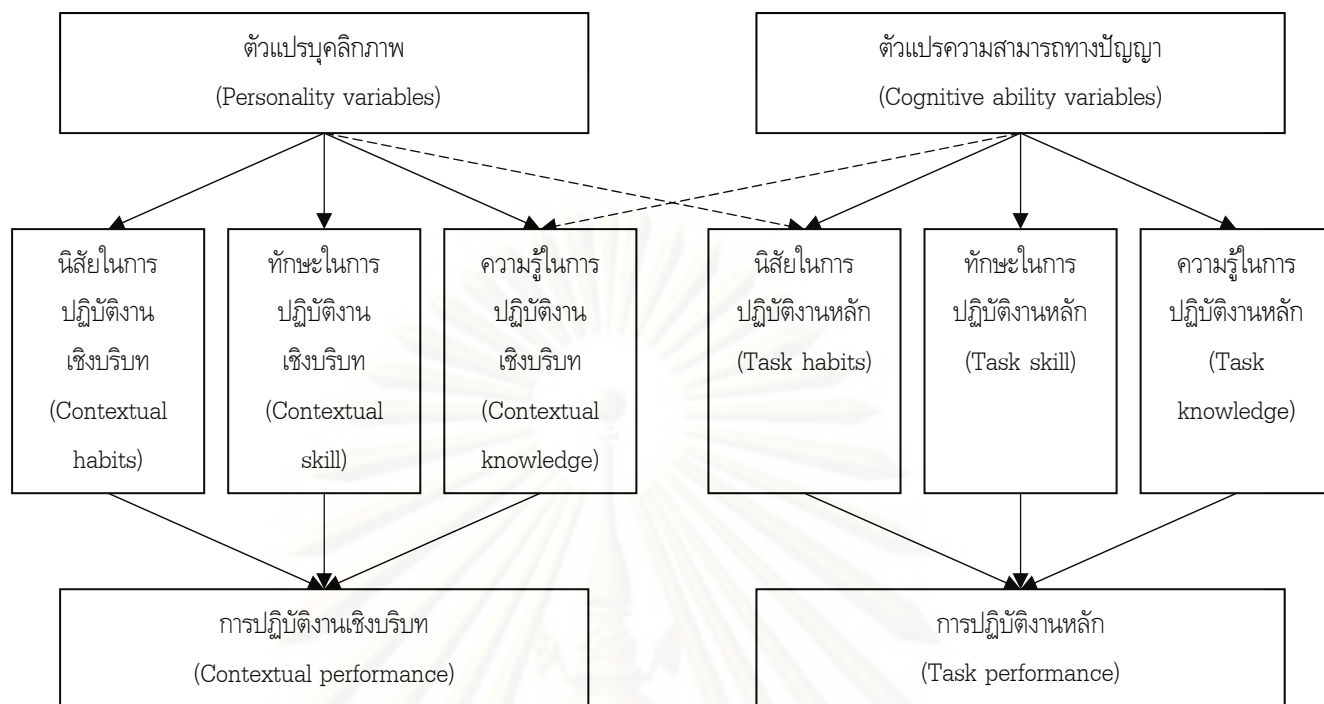 ตัวแปรบุคลิกภาพ
(Personality variables)
ตัวแปรความสามารถทางปัญญา
(Cognitive ability variables)
นิสัยในการ
ปฏิบัติงาน
เชิงบริบท
(Contextual
habits)
ทักษะในการ
ปฏิบัติงาน
เชิงบริบท
(Contextual
skill)
ความรู้ในการ
ปฏิบัติงาน
เชิงบริบท
(Contextual
knowledge)
นิสัยในการ
ปฏิบัติงานหลัก
(Task habits)
ทักษะในการ
ปฏิบัติงานหลัก
(Task skill)
ความรู้ในการ
ปฏิบัติงานหลัก
(Task
knowledge)
การปฏิบัติงานเชิงบริบท
(Contextual performance)
การปฏิบัติงานหลัก
(Task performance)